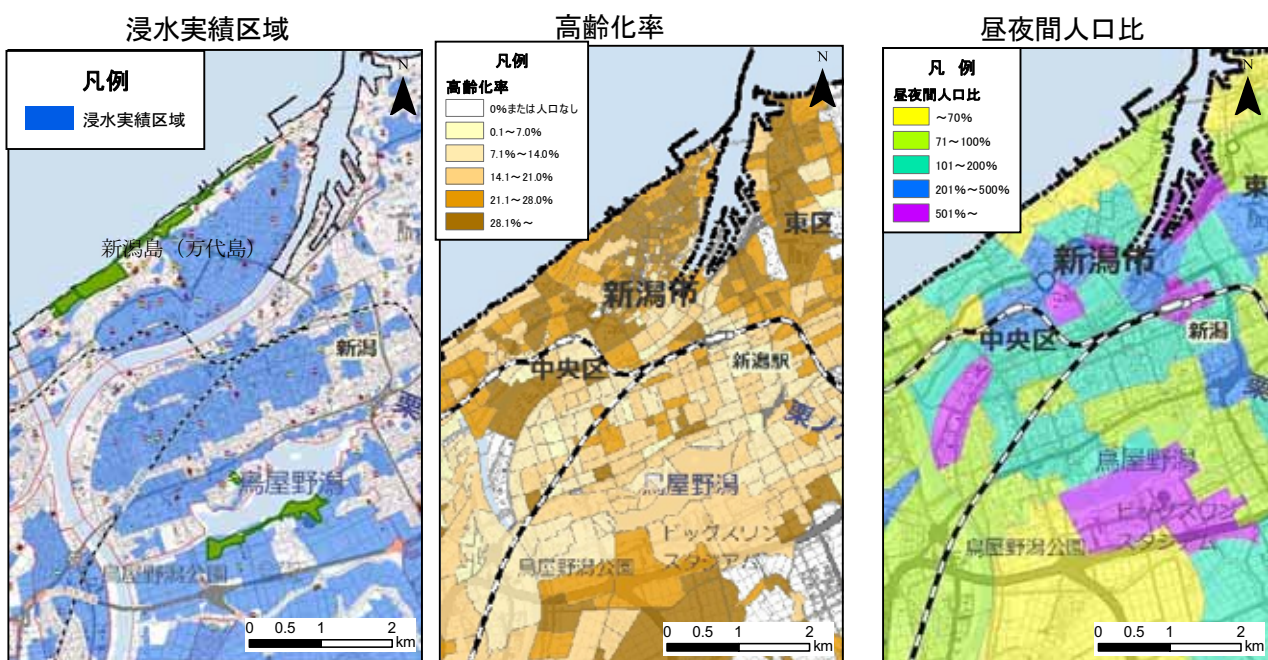 浸水実績区域
凡例
浸水実績区域
N
新潟島（万代島）
新潟
栗
鳥屋野潟
鳥屋野潟公園
0 0.5 1 2
km
高齢化率
凡例
高齢化率
0%または人口なし
0.1～7.0%
7.1%～14.0%
14.1～21.0%
21.1～28.0%
28.1%～
N
東区
新潟市
中央区
新潟駅
栗ノ
鳥屋野潟
ビッグスワン
スタジアム
鳥屋野潟公園
0 0.5 1 2
km
昼夜間人口比
凡 例
昼夜間人口比
～70%
71～100%
101～200%
201%～500%
501%～
N
東
新潟市
中央区
新潟
栗
鳥屋野潟
ビッグスワン
スタジアム
鳥屋野潟公園
0 0.5 1 2
km